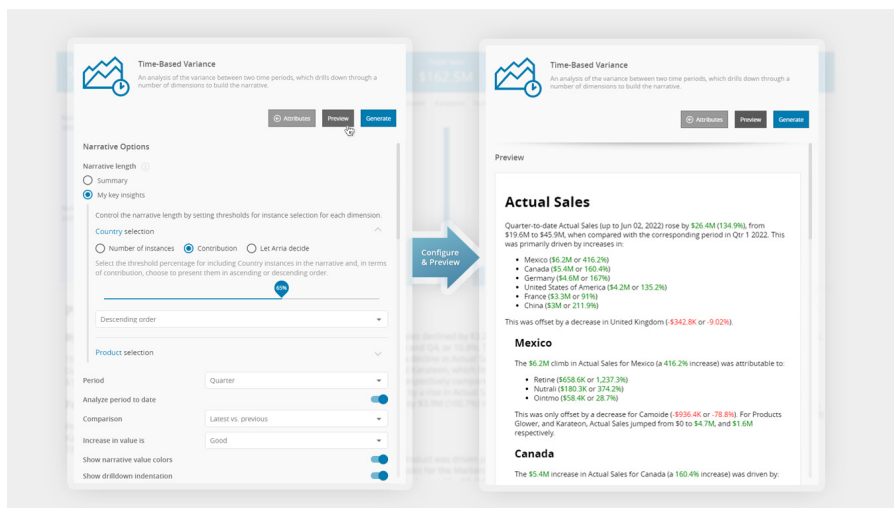 Time-Based Variance
An analysis of the variance between two time periods, which drills down through a
number of dimensions to build the narrative.
Attributes
Preview
Generate
Narrative Options
Narrative length
Summary
My key insights
Control the narrative length by setting thresholds for instance selection for each dimension.
Country selection
Number of instances
Contribution
Let Arria decide
Select the threshold percentage for including Country Instances in the narrative and, in terms
of contribution, choose to present them in ascending or descending order.
65%
Descending order
Product selection
Period
Quarter
Analyze period to date
Comparison
Latest vs. previous
Increase in value is
Good
Show narrative value colors
Show drilldown indentation
Configure
& Preview
Time-Based Variance
An analysis of the variance between two time periods, which drills down through a
number of dimensions to build the narrative.
Attributes
Preview
Generate
Preview
Actual Sales
Quarter-to-date Actual Sales (up to Jun 02, 2022) rose by $26.4M (134.9%), from
$19.6M to $45.9M, when compared with the corresponding period in Qtr 1 2022. This
was primarily driven by increases in:
Mexico ($6.2M or 416.2%)
Canada ($5.4M or 160.4%)
Germany ($4.6M or 167%)
United States of America ($4.2M or 135.2%)
France ($3.3M or 91%)
China ($3M or 211.9%)
This was offset by a decrease in United Kingdom (-$342.8K or -9.02%).
Mexico
The $6.2M climb in Actual Sales for Mexico (a 416.2% increase) was attributable to:
Retine ($658.6K or 1,237.3%)
Nutrali ($180.3K or 374.2%)
Ointmo ($58.4K or 28.7%)
This was only offset by a decrease for Camoide (-$936.4K or -78.8%). For Products
Glower, and Karateon, Actual Sales jumped from $0 to $4.7M, and $1.6M
respectively.
Canada
The $5.4M increase in Actual Sales for Canada (a 160.4% increase) was driven by: